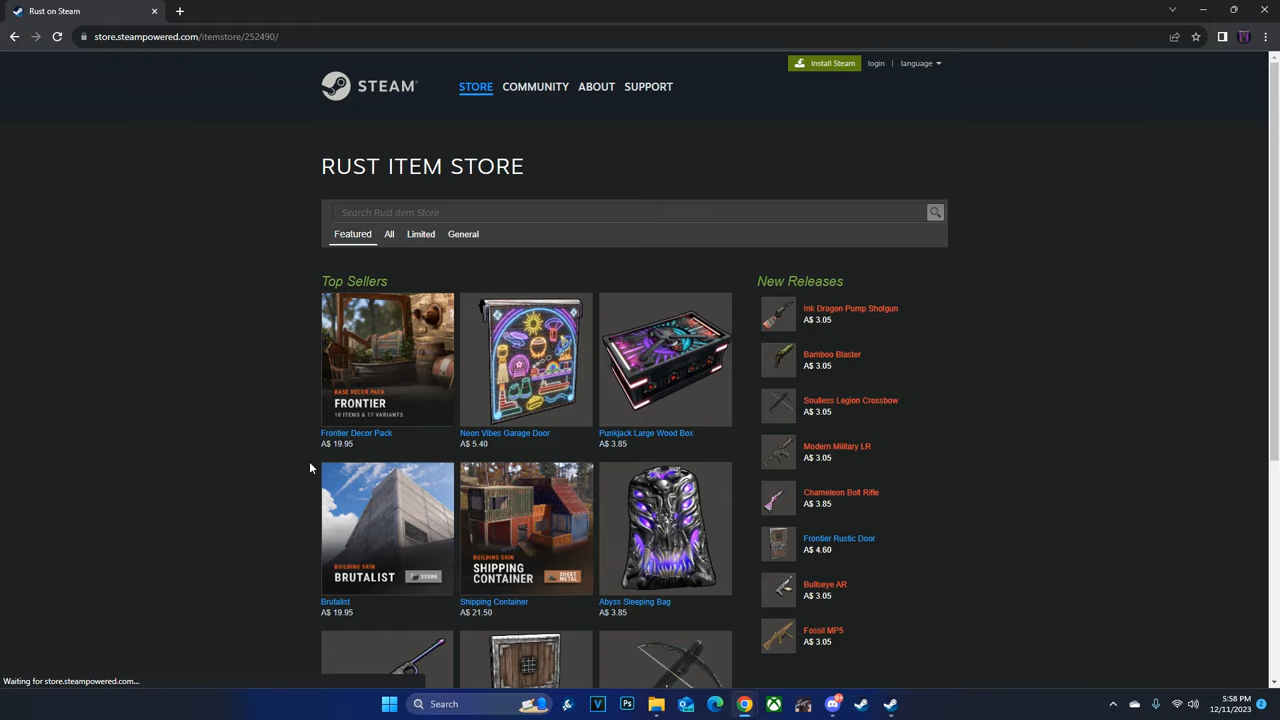 Rust on Steam
store.steampowered.com/itemstore/252490/
Install Steam login | language
STEAM®
STORE COMMUNITY ABOUT SUPPORT
RUST ITEM STORE
Search Rust Item Store
Featured All Limited General
Top Sellers
BASE DECOR PACK
FRONTIER
18 ITEMS & 17 VARIANTS
Frontier Decor Pack
A$ 19.95
Neon Vibes Garage Door
A$ 5.40
Punkjack Large Wood Box
A$ 3.85
BUILDING SKIN
BRUTALIST
STONE
Brutalist
A$ 19.95
BUILDING SKIN
SHIPPING
CONTAINER
SHEET
METAL
Shipping Container
A$ 21.50
Abyss Sleeping Bag
A$ 3.85
New Releases
Ink Dragon Pump Shotgun
A$ 3.05
Bamboo Blaster
A$ 3.05
Soulless Legion Crossbow
A$ 3.05
Modern Military LR
A$ 3.05
Chameleon Bolt Rifle
A$ 3.85
Frontier Rustic Door
A$ 4.60
Bullseye AR
A$ 3.05
Fossil MP5
A$ 3.05
Waiting for store.steampowered.com...
Search
V
Ps
9+
5:58 PM
12/11/2023
2